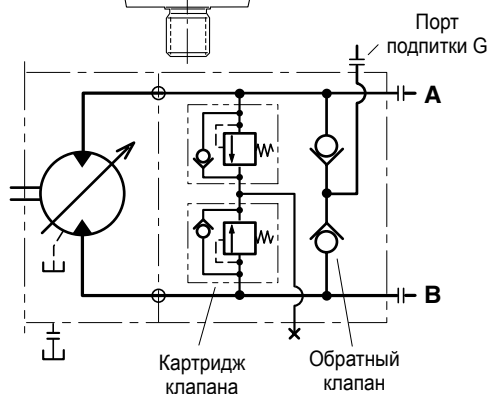 Порт
подпитки G
A
B
Картридж
клапана
Обратный
клапан